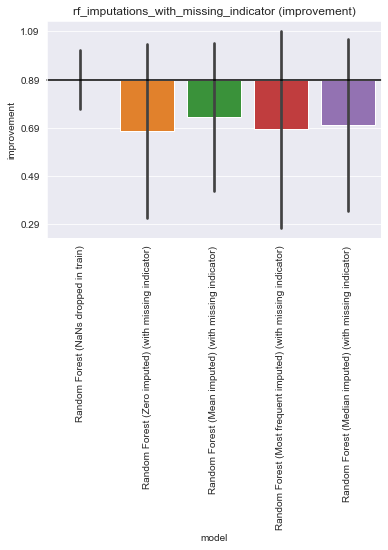 rf_imputations_with_missing_indicator (improvement)
1.09
0.89
0.69
0.49
0.29
improvement
Random Forest (NaNs dropped in train)
Random Forest (Zero imputed) (with missing indicator)
Random Forest (Mean imputed) (with missing indicator)
Random Forest (Most frequent imputed) (with missing indicator)
Random Forest (Median imputed) (with missing indicator)
model